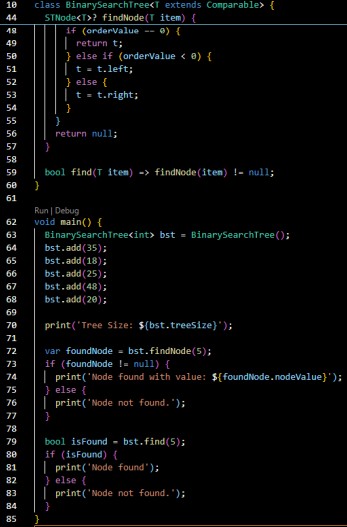 10 class BinarySearchTree<T extends Comparable> {
44 STNode<T>? findNode(T item) {
48 if (orderValue == 0) {
49 return t;
50 } else if (orderValue < 0) {
51 t = t.left;
52 } else {
53 t = t.right;
54 }
55 }
56 return null;
57 }
58
59 bool find(T item) => findNode(item) != null;
60 }
61
Run | Debug
62 void main() {
63 BinarySearchTree<int> bst = BinarySearchTree();
64 bst.add(35);
65 bst.add(18);
66 bst.add(25);
67 bst.add(48);
68 bst.add(20);
69
70 print('Tree Size: ${bst.treeSize}');
71
72 var foundNode = bst.findNode(5);
73 if (foundNode != null) {
74 print('Node found with value: ${foundNode.nodeValue}');
75 } else {
76 print('Node not found.');
77 }
78
79 bool isFound = bst.find(5);
80 if (isFound) {
81 print('Node found');
82 } else {
83 print('Node not found.');
84 }
85 }